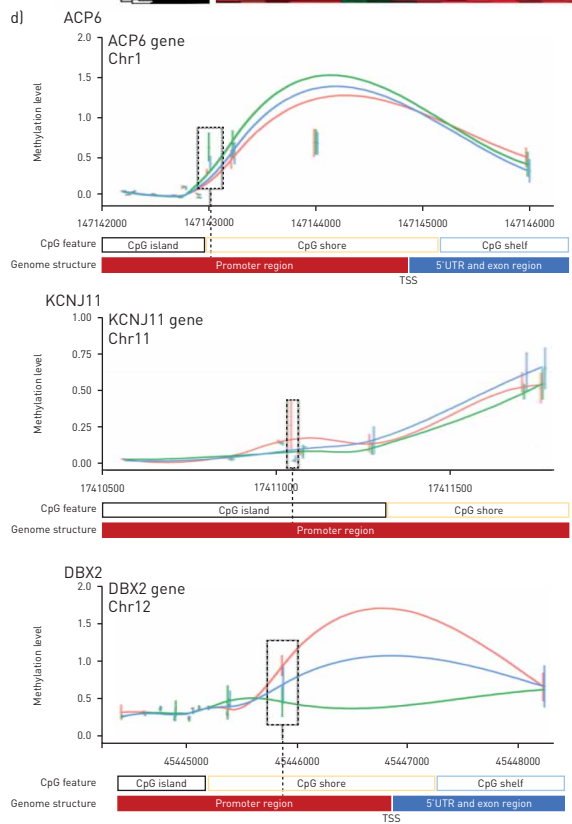 d)
ACP6
ACP6 gene
Chr1
Methylation level
2.0
1.5
1.0
0.5
0.0
147142000 147143000 147144000 147145000 147146000
CpG feature CpG island CpG shore CpG shelf
Genome structure Promoter region 5'UTR and exon region
TSS
KCNJ11
KCNJ11 gene
Chr11
Methylation level
1.00
0.75
0.50
0.25
0.00
17410500 17411000 17411500
CpG feature CpG island CpG shore
Genome structure Promoter region
DBX2
DBX2 gene
Chr12
Methylation level
2.0
1.5
1.0
0.5
0.0
45445000 45446000 45447000 45448000
CpG feature CpG island CpG shore CpG shelf
Genome structure Promoter region 5'UTR and exon region
TSS